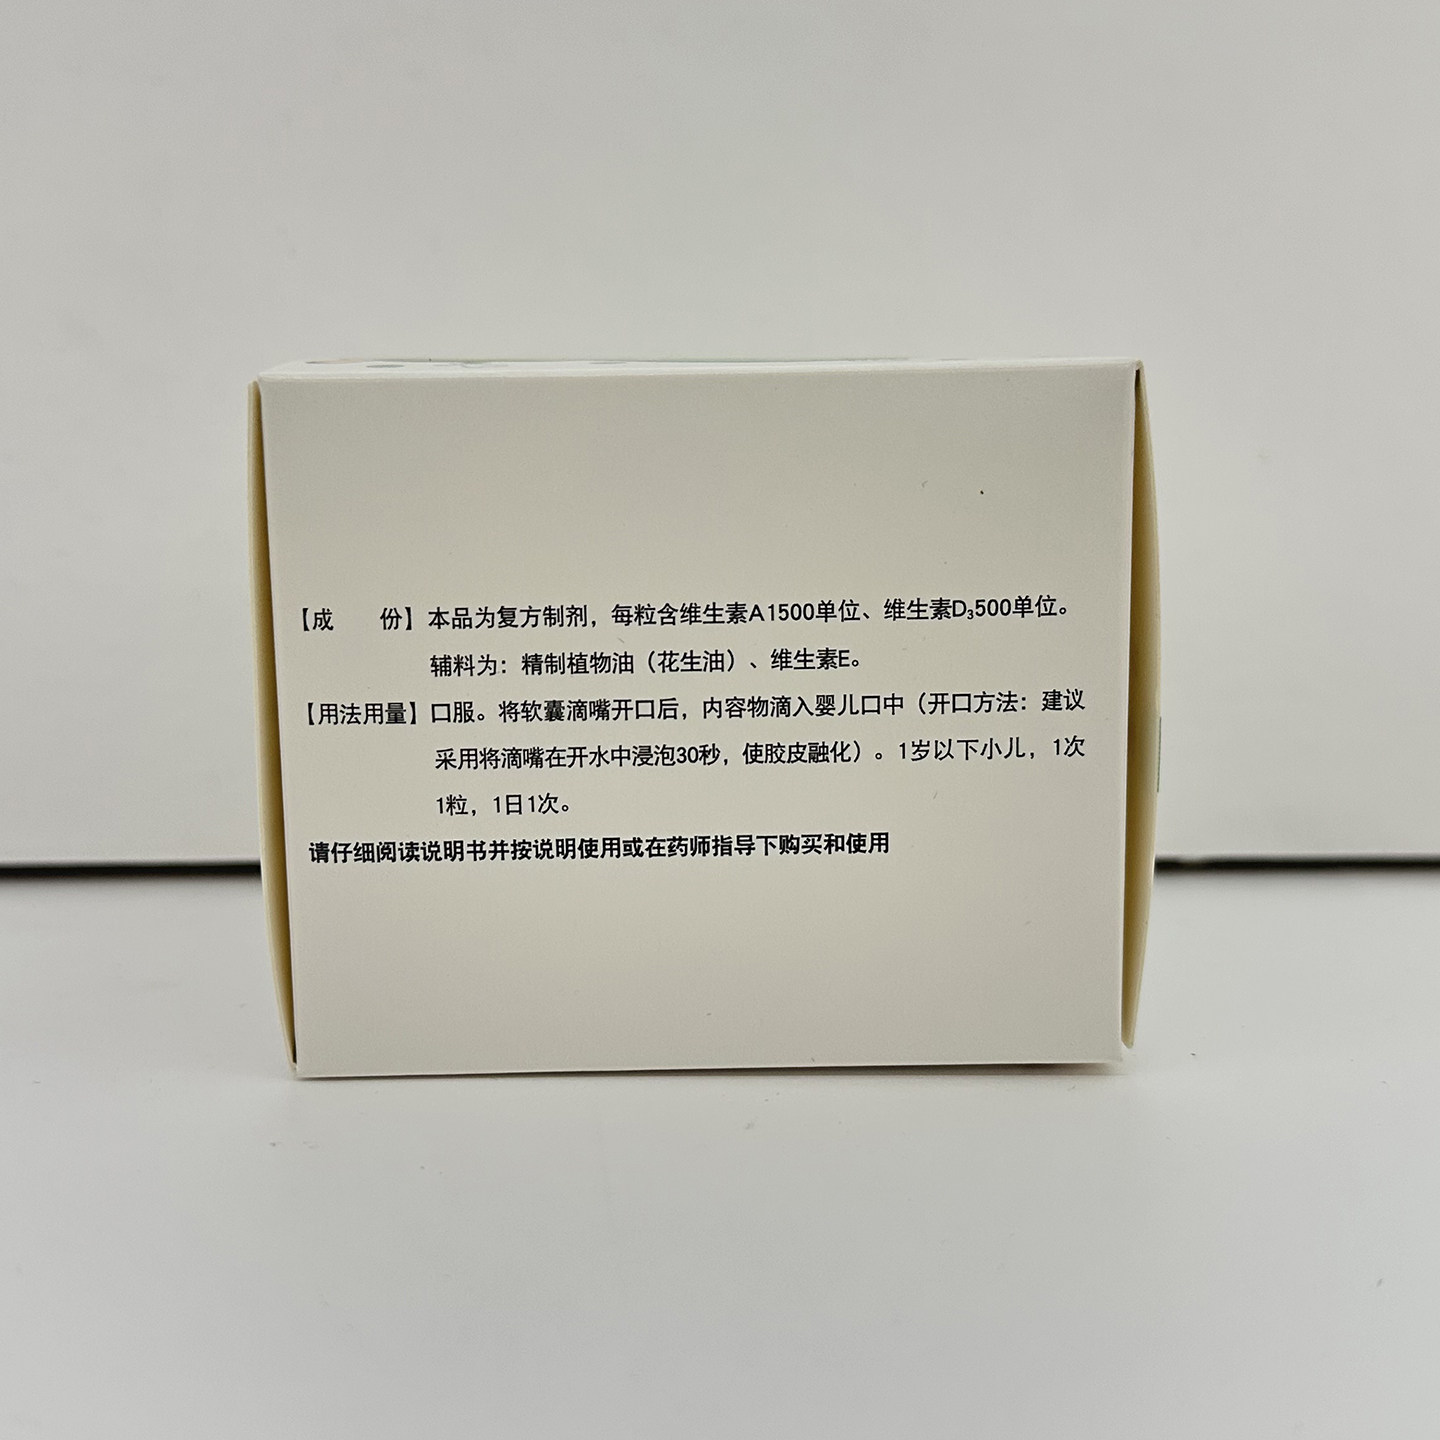 【成　　份】本品为复方制剂，每粒含维生素A1500单位、维生素D₃500单位。
辅料为：精制植物油（花生油）、维生素E。
【用法用量】口服。将软囊滴嘴开口后，内容物滴入婴儿口中（开口方法：建议
采用将滴嘴在开水中浸泡30秒，使胶皮融化）。1岁以下小儿，1次
1粒，1日1次。
请仔细阅读说明书并按说明使用或在药师指导下购买和使用